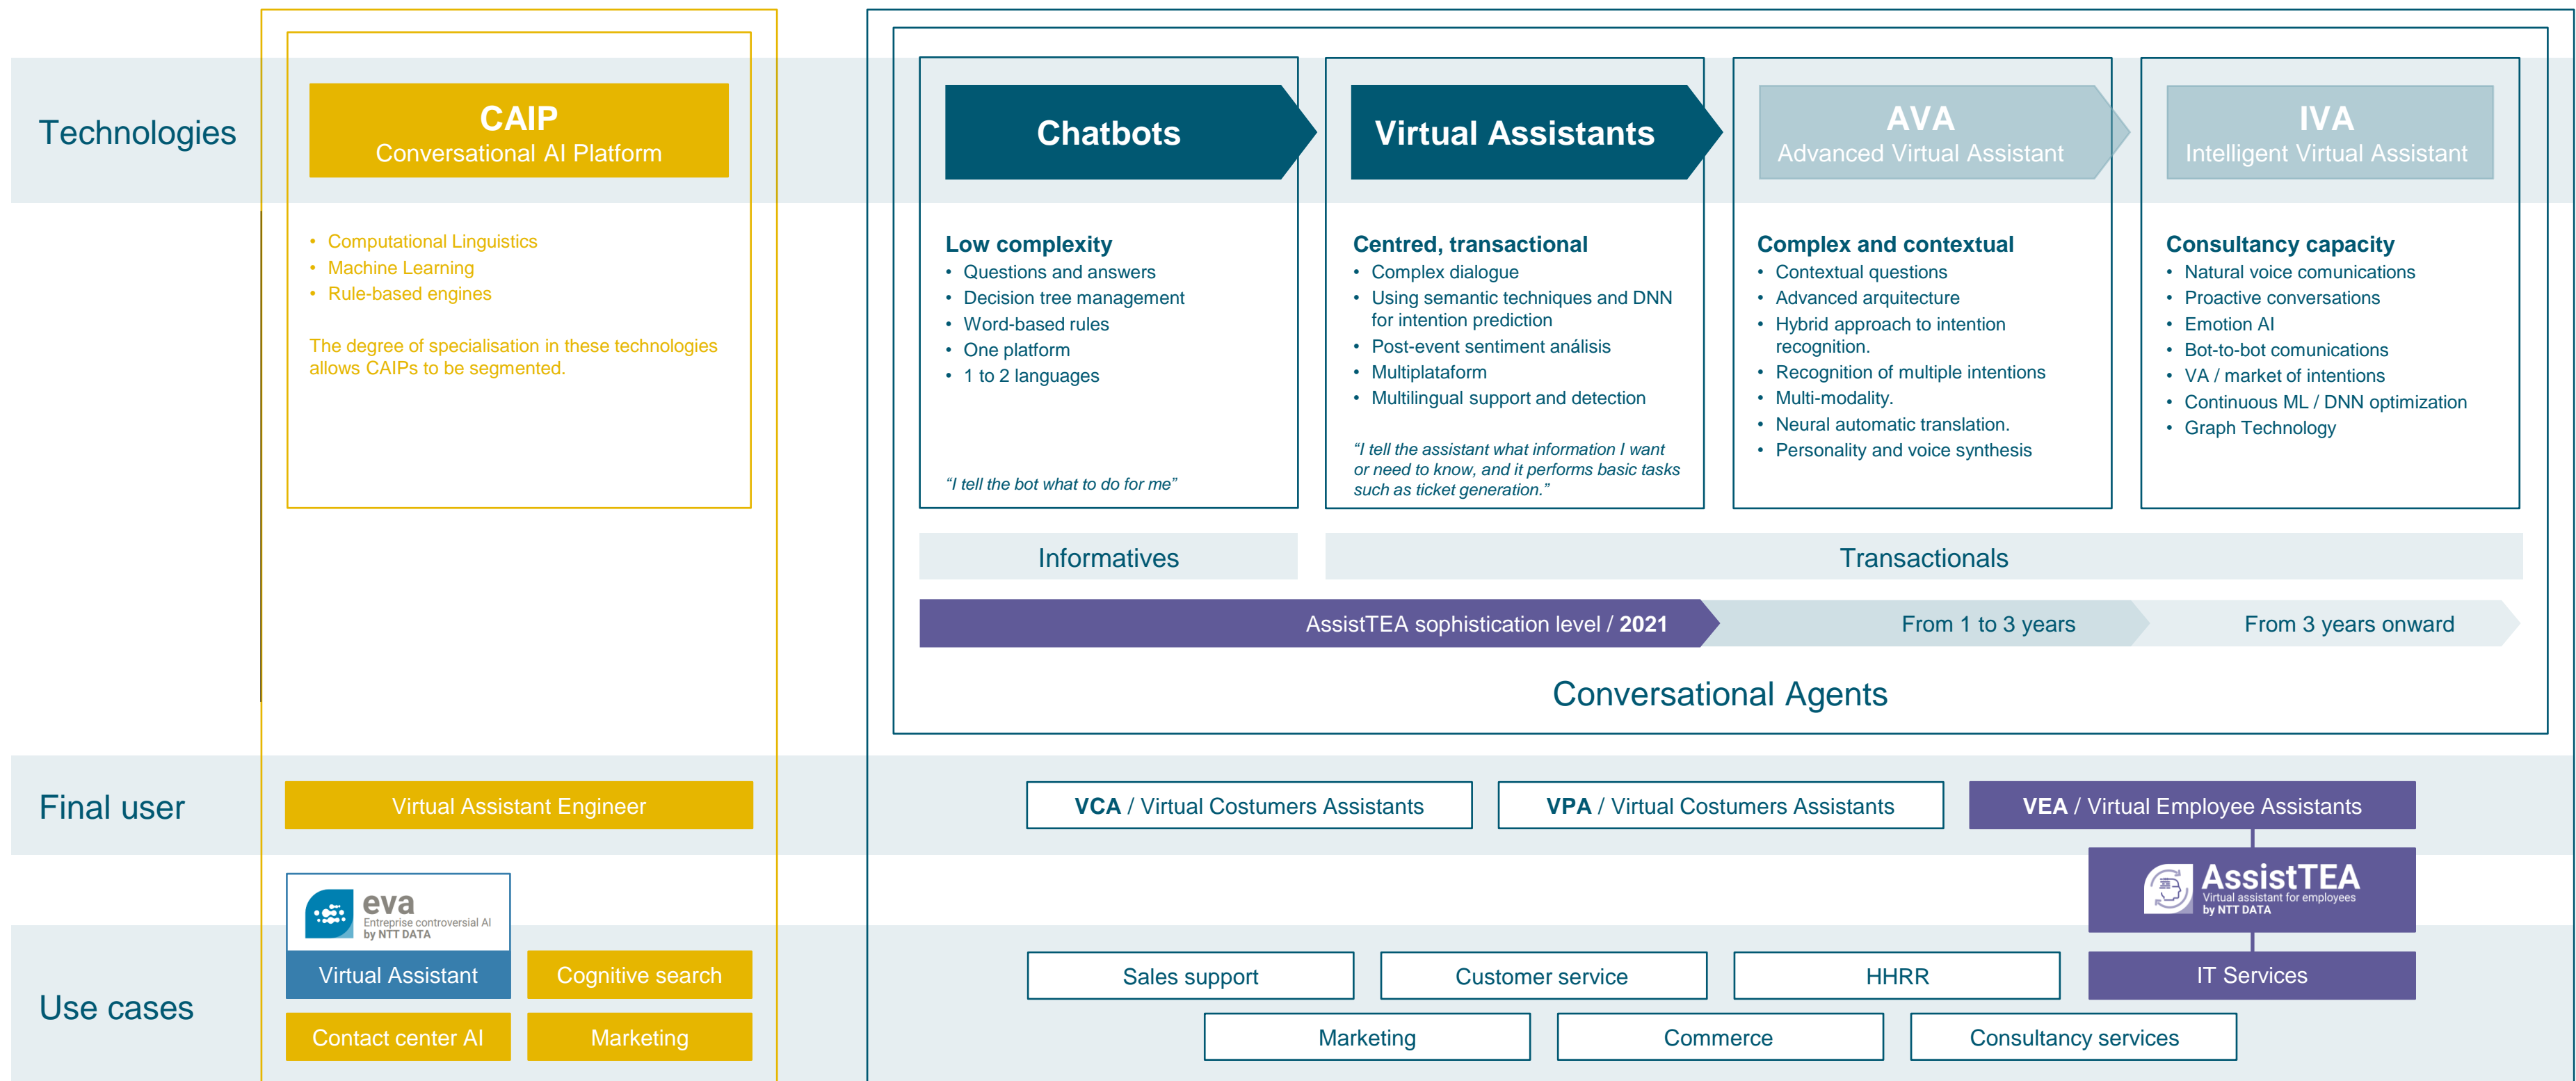 Technologies
CAIP
Conversational AI Platform
• Computational Linguistics
• Machine Learning
• Rule-based engines
The degree of specialisation in these technologies
allows CAIPs to be segmented.
Chatbots
Low complexity
• Questions and answers
• Decision tree management
• Word-based rules
• One platform
• 1 to 2 languages
“I tell the bot what to do for me”
Virtual Assistants
Centred, transactional
• Complex dialogue
• Using semantic techniques and DNN
for intention prediction
• Post-event sentiment análisis
• Multiplataform
• Multilingual support and detection
“I tell the assistant what information I want
or need to know, and it performs basic tasks
such as ticket generation.”
AVA
Advanced Virtual Assistant
Complex and contextual
• Contextual questions
• Advanced arquitecture
• Hybrid approach to intention
recognition.
• Recognition of multiple intentions
• Multi-modality.
• Neural automatic translation.
• Personality and voice synthesis
IVA
Intelligent Virtual Assistant
Consultancy capacity
• Natural voice comunications
• Proactive conversations
• Emotion AI
• Bot-to-bot comunications
• VA / market of intentions
• Continuous ML / DNN optimization
• Graph Technology
Informatives
Transactionals
AssistTEA sophistication level / 2021
From 1 to 3 years
From 3 years onward
Conversational Agents
Final user
Virtual Assistant Engineer
VCA / Virtual Costumers Assistants
VPA / Virtual Costumers Assistants
VEA / Virtual Employee Assistants
eva
Entreprise controversial AI
by NTT DATA
AssistTEA
Virtual assistant for employees
by NTT DATA
Use cases
Virtual Assistant
Cognitive search
Contact center AI
Marketing
Sales support
Customer service
HHRR
IT Services
Marketing
Commerce
Consultancy services